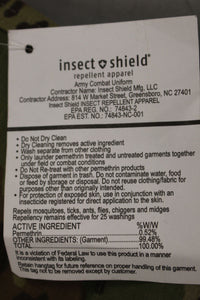 insect shield®
repellent apparel
Army Combat Uniform
Contractor Name: Insect Shield Mfg, LLC
Contractor Address: 814 W Market Street, Greensboro, NC 27401
Insect Shield INSECT REPELLENT APPAREL
EPA REG. NO.: 74843-2
EPA EST. NO.: 74843-NC-001
• Do Not Dry Clean
• Dry Cleaning removes active ingredient
• Wash separate from other clothing
• Only launder permethrin treated and untreated garments together
under field or combat conditions
• Do Not Re-treat with other permethrin products
• Dispose of garment in trash. Do not contaminate water, food
or feed by storage or disposal. Do not reuse clothing/fabric for
purposes other than originally intended.
• For protection of exposed skin, use in conjunction with an
insecticide registered for direct application to the skin.
Repels mosquitoes, ticks, ants, flies, chiggers and midges
Repellency remains effective for 25 washings
ACTIVE INGREDIENT %W/W
Permethrin 0.52%
OTHER INGREDIENTS: (Garment) 99.48%
TOTAL: 100.00%
It is a violation of Federal Law to use this product in a manner
inconsistent with its labeling.
Retain hangtag for future reference on proper handling of this garment.
This tag not to be removed except by customer.